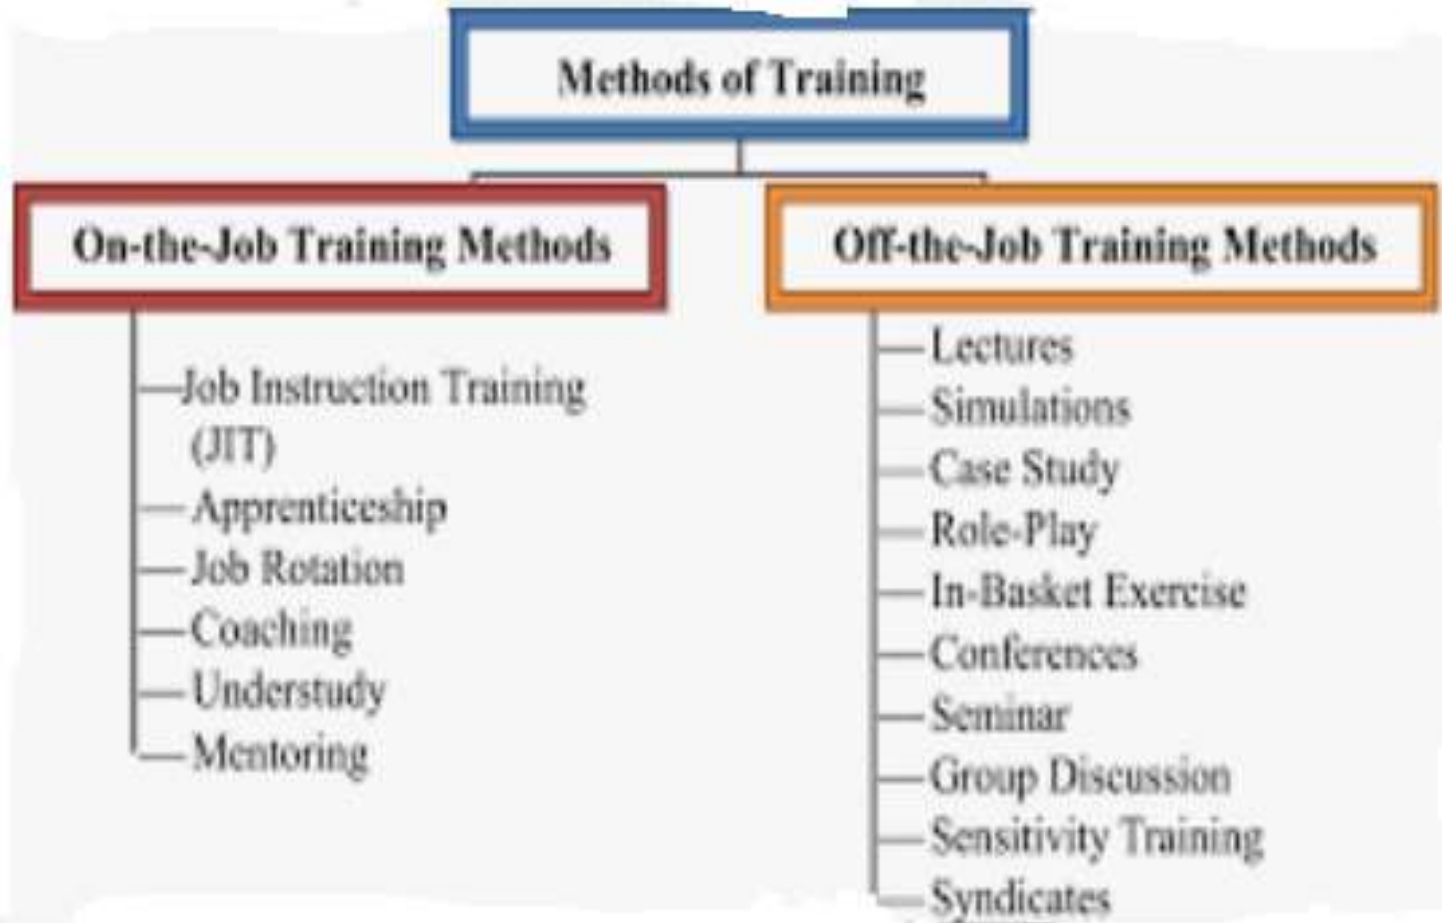 Methods of Training
On-the-Job Training Methods
Job Instruction Training
(JIT)
Apprenticeship
Job Rotation
Coaching
Understudy
Mentoring
Off-the-Job Training Methods
Lectures
Simulations
Case Study
Role-Play
In-Basket Exercise
Conferences
Seminar
Group Discussion
Sensitivity Training
Syndicates